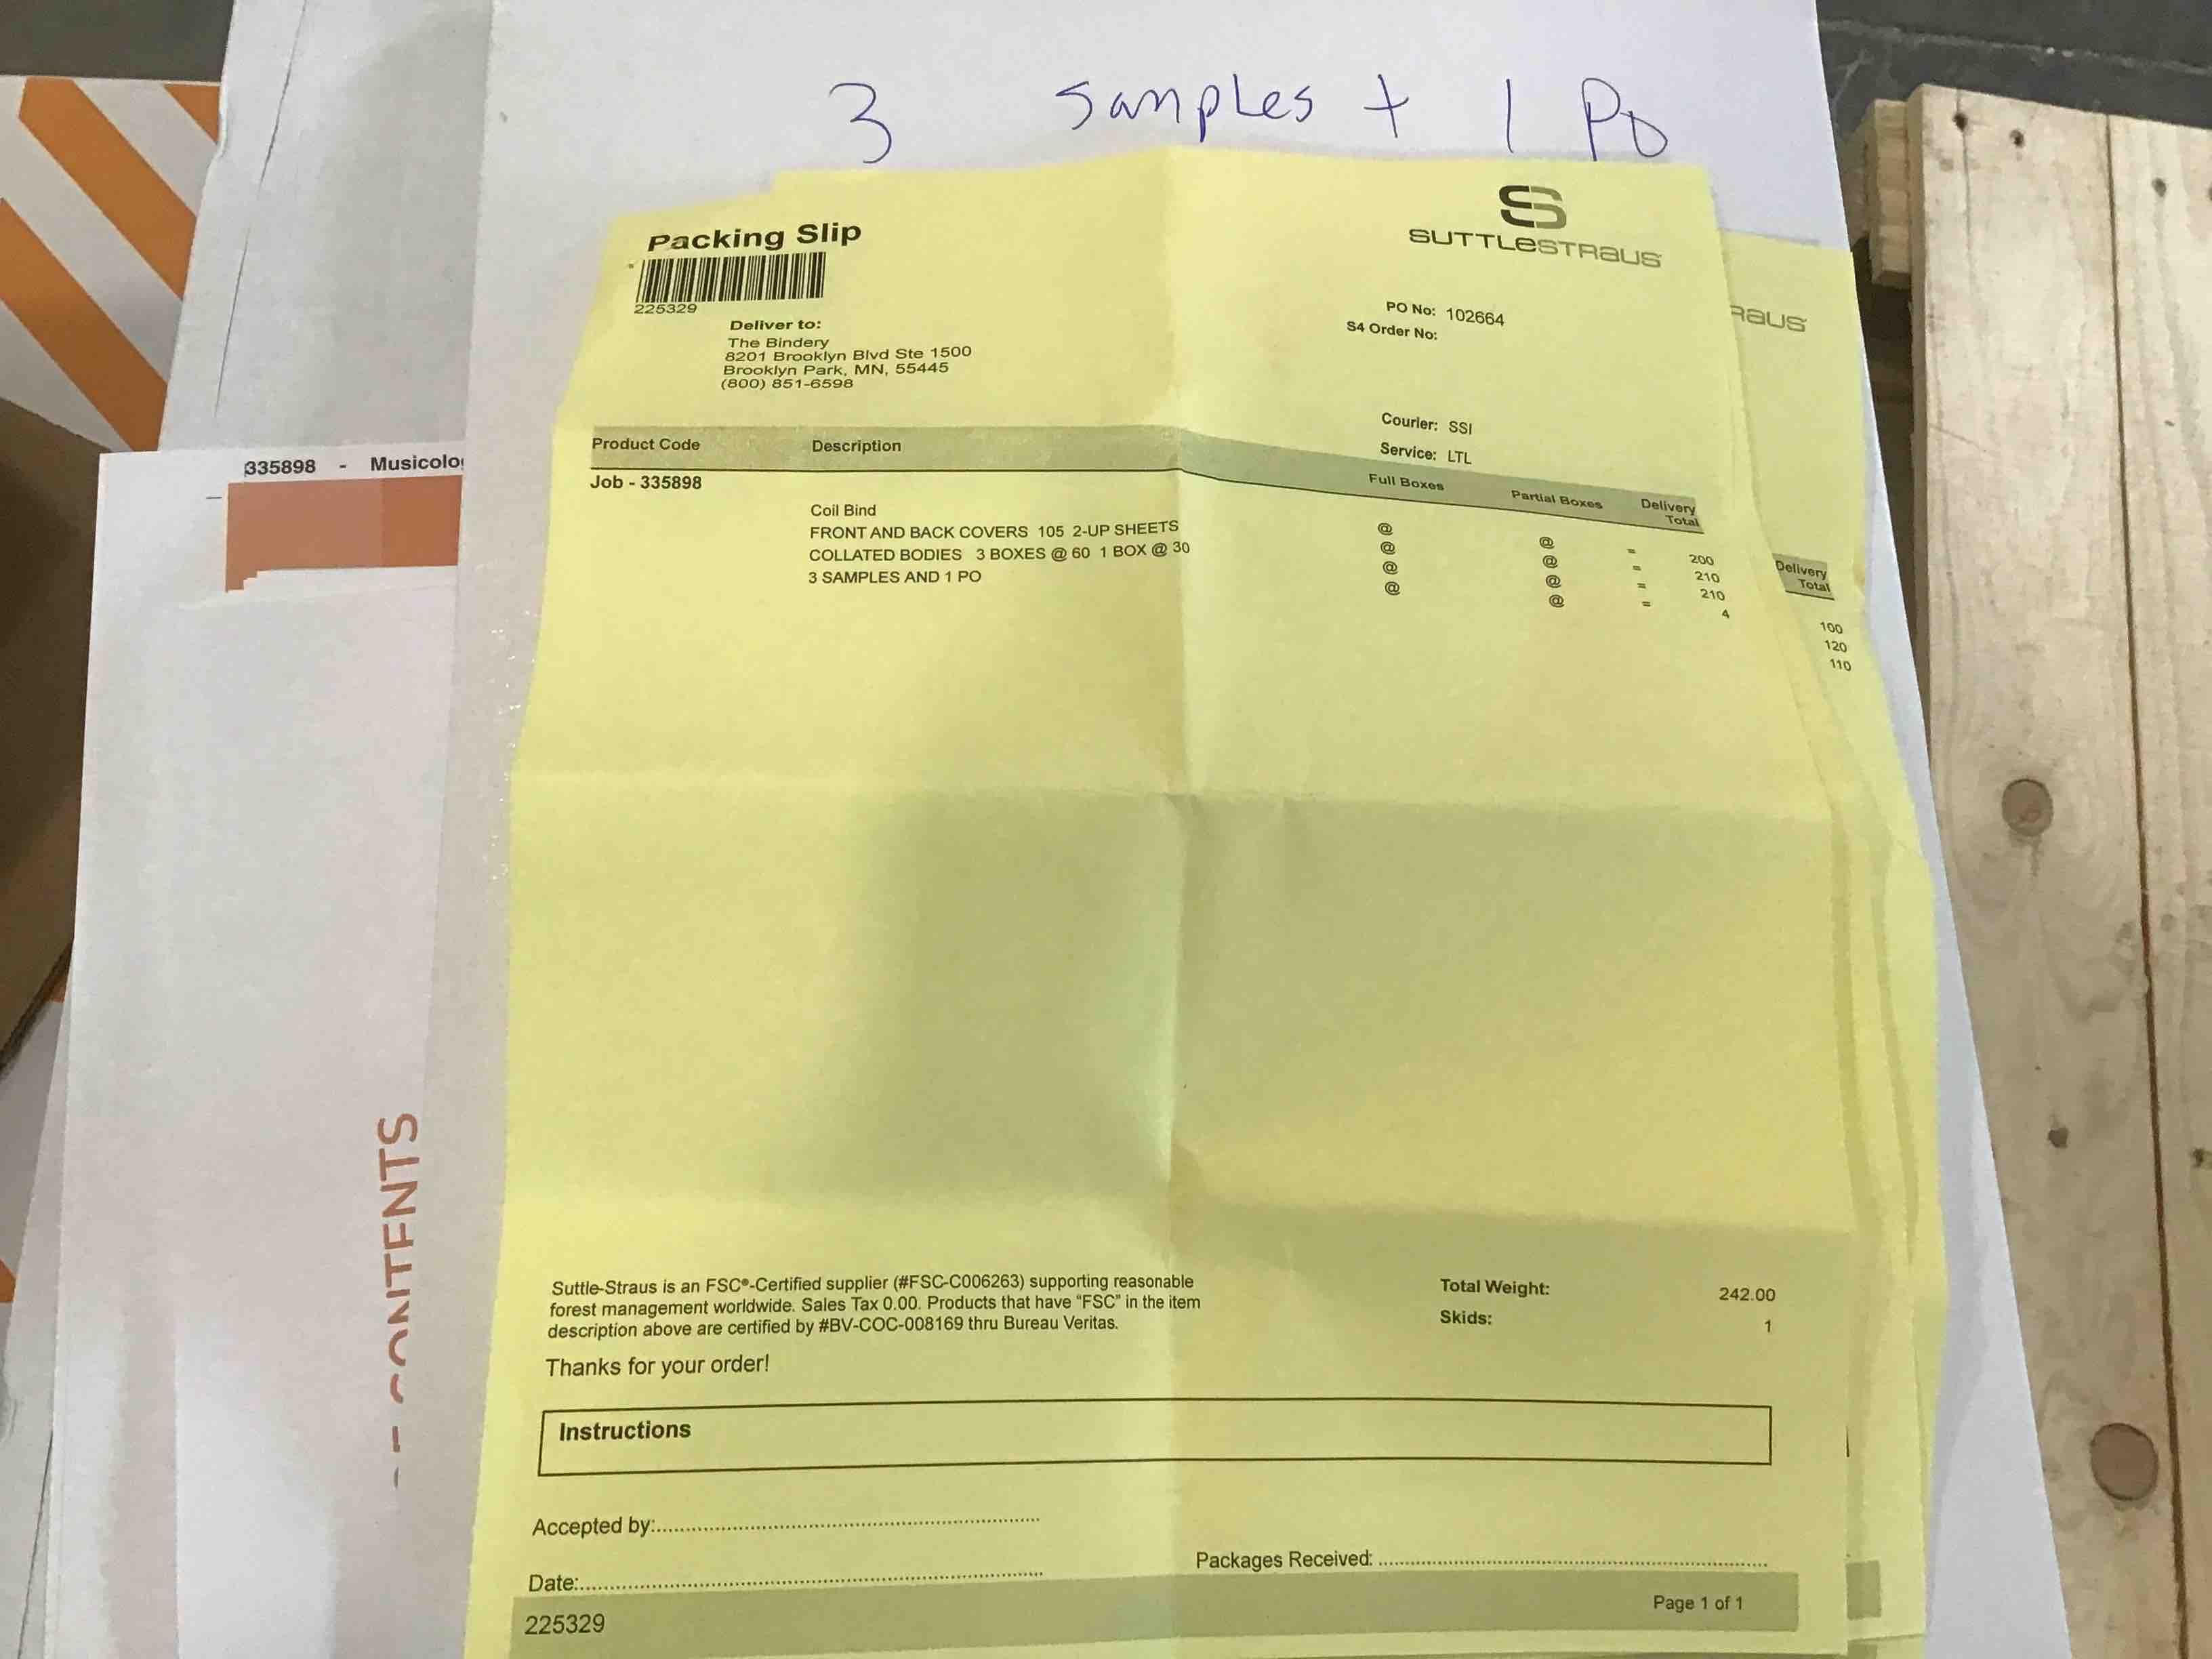 3 samples + 1 PO
Packing Slip
225329
SUTTLESTRAUS
PO No: 102664
S4 Order No:
Deliver to:
The Bindery
8201 Brooklyn Blvd Ste 1500
Brooklyn Park, MN, 55445
(800) 851-6598
Courier: SSI
Service: LTL
Product Code Description Full Boxes Partial Boxes Delivery Total
Job - 335898
Coil Bind @ @ = 200
FRONT AND BACK COVERS 105 2-UP SHEETS @ @ = 210
COLLATED BODIES 3 BOXES @ 60 1 BOX @ 30 @ @ = 210
3 SAMPLES AND 1 PO @ @ = 4
Suttle-Straus is an FSC®-Certified supplier (#FSC-C006263) supporting reasonable
forest management worldwide. Sales Tax 0.00. Products that have "FSC" in the item
description above are certified by #BV-COC-008169 thru Bureau Veritas.
Thanks for your order!
Total Weight: 242.00
Skids: 1
Instructions
Accepted by:
Date:
Packages Received:
225329
Page 1 of 1
RAUS
Delivery
Total
100
120
110
335898 - Musicolo
CONTENTS